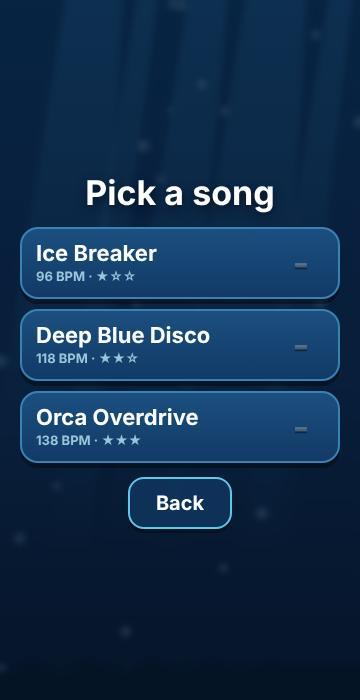 Pick a song
Ice Breaker
96 BPM · ★☆☆
–
Deep Blue Disco
118 BPM · ★★☆
–
Orca Overdrive
138 BPM · ★★★
–
Back